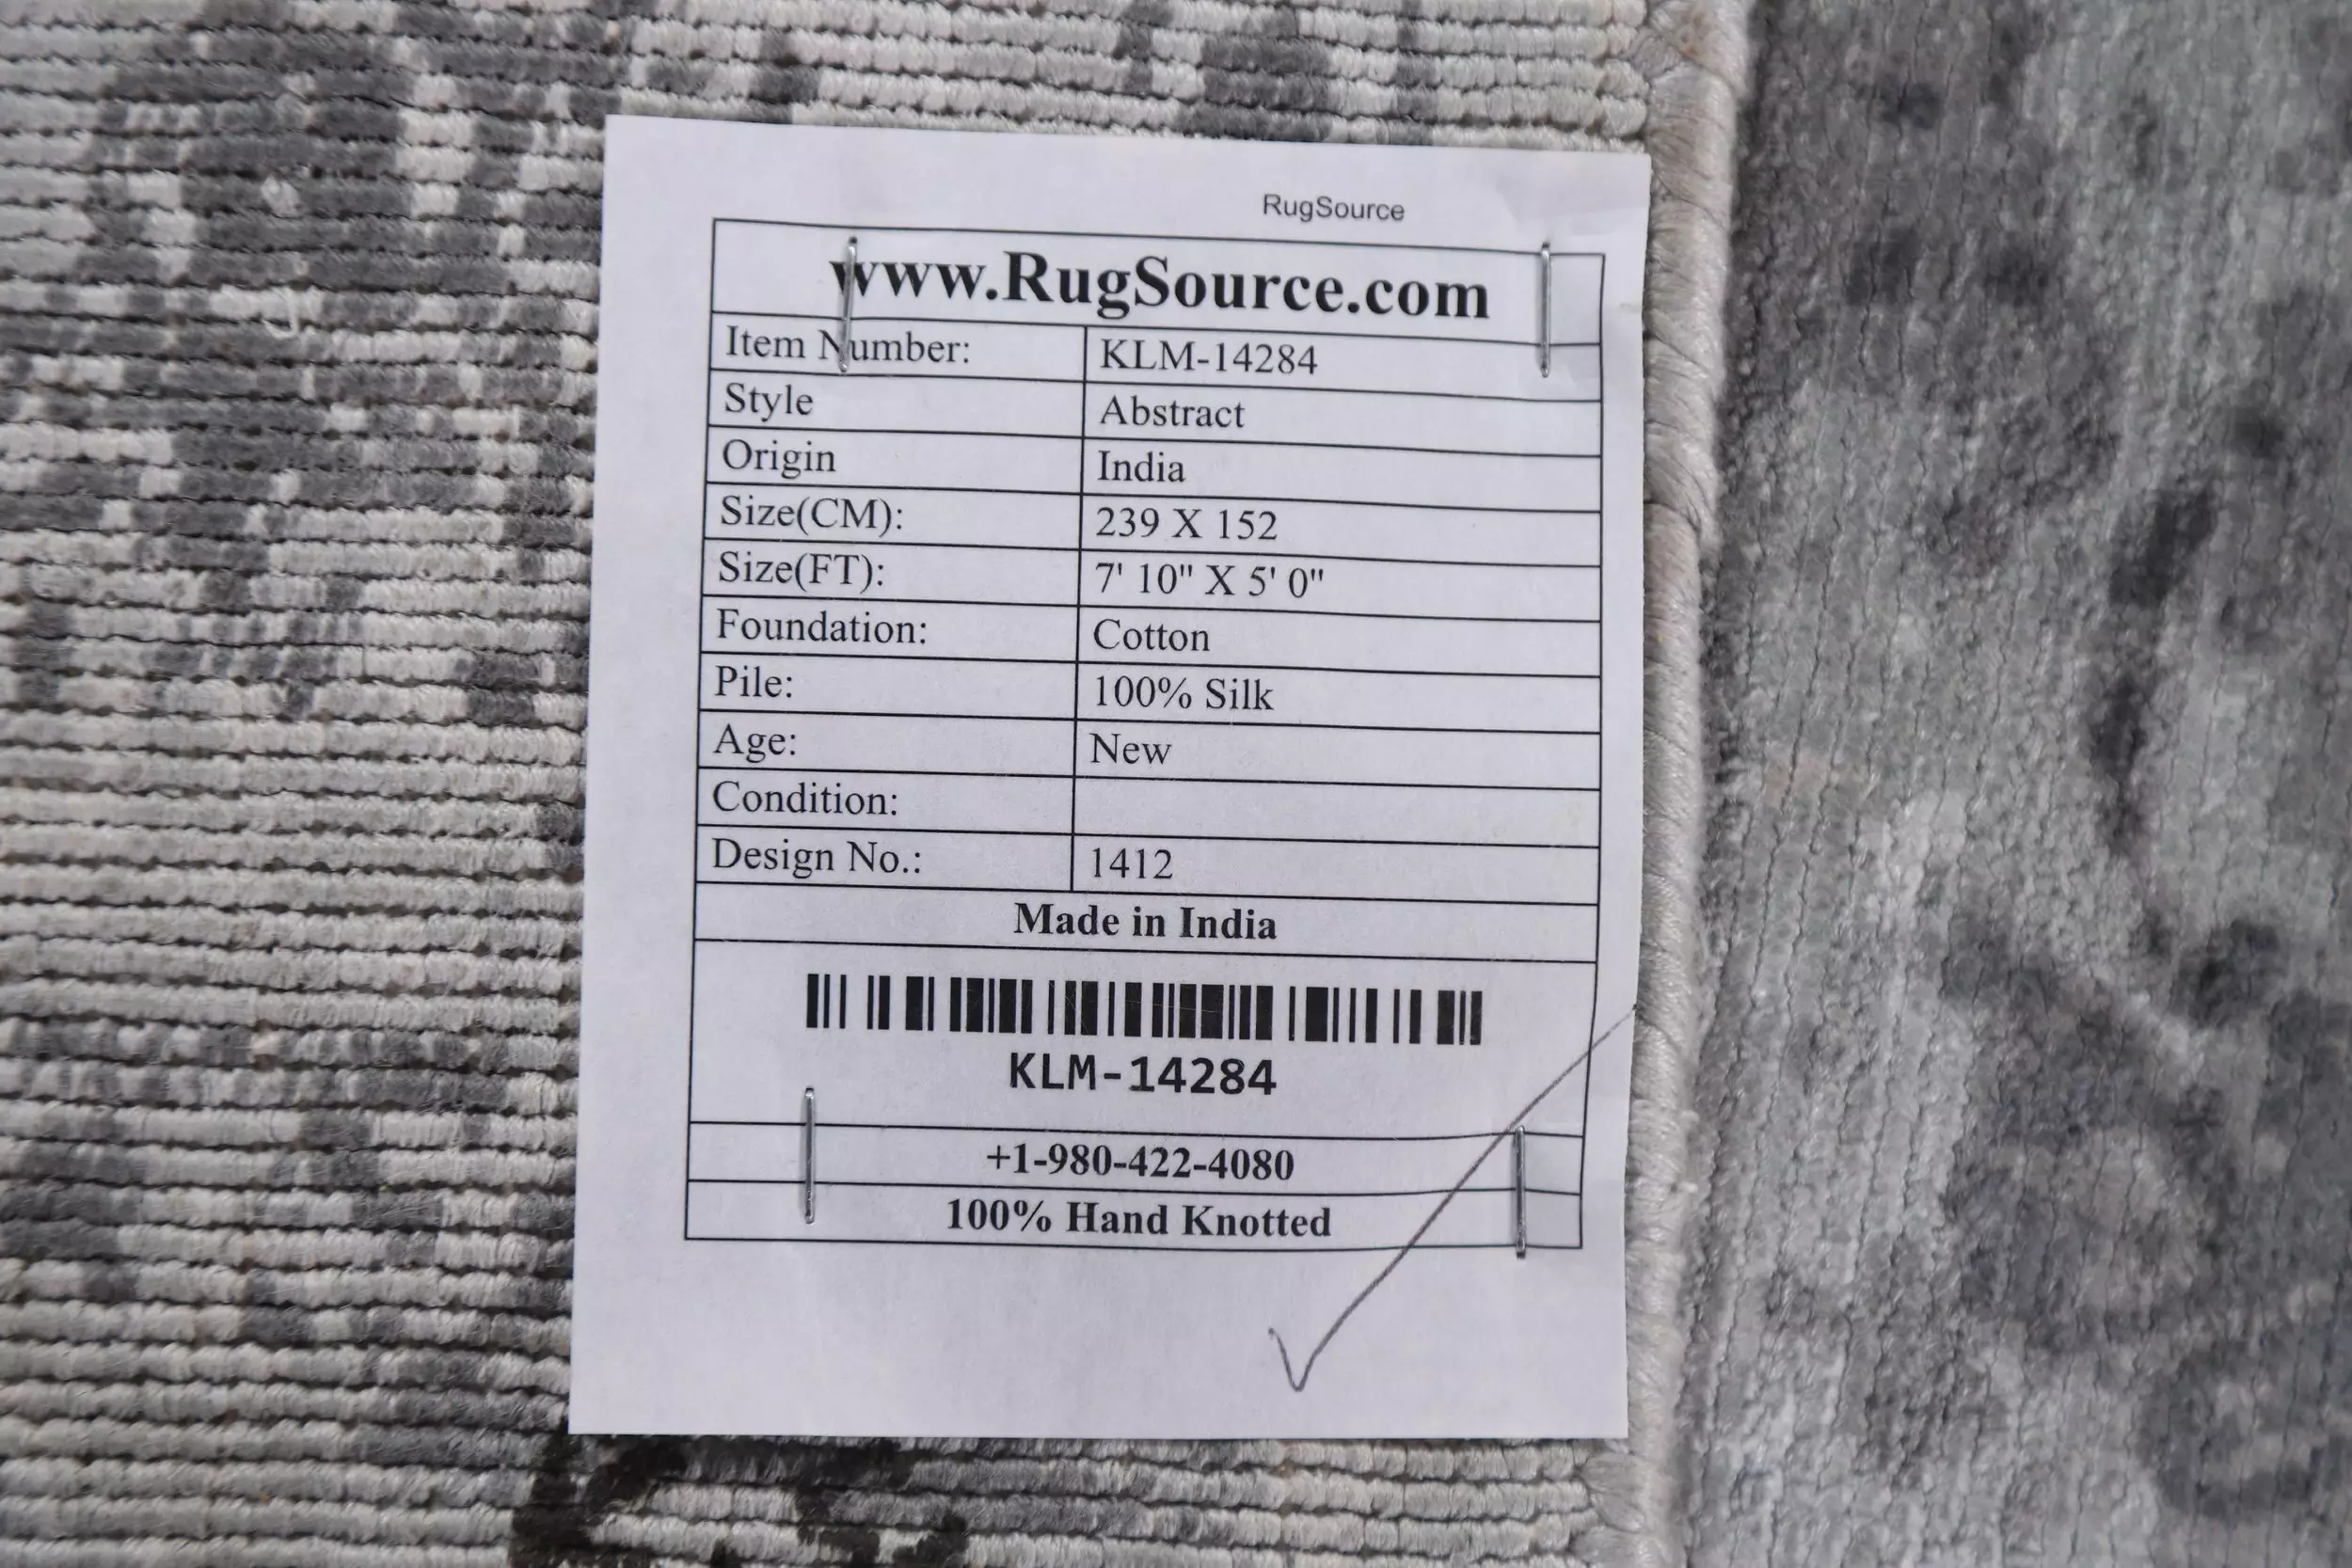 RugSource
www.RugSource.com
Item Number: KLM-14284
Style Abstract
Origin India
Size(CM): 239 X 152
Size(FT): 7' 10" X 5' 0"
Foundation: Cotton
Pile: 100% Silk
Age: New
Condition:
Design No.: 1412
Made in India
KLM-14284
+1-980-422-4080
100% Hand Knotted